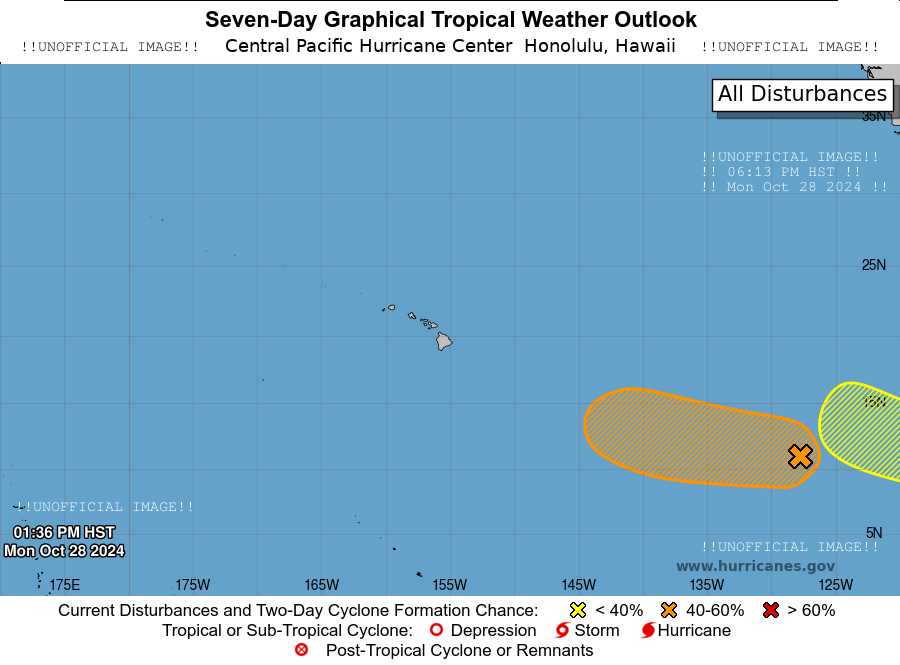 Seven-Day Graphical Tropical Weather Outlook
!!UNOFFICIAL IMAGE!! Central Pacific Hurricane Center Honolulu, Hawaii !!UNOFFICIAL IMAGE!!
All Disturbances
35N
!!UNOFFICIAL IMAGE!!
!! 06:13 PM HST !!
!! Mon Oct 28 2024 !!
25N
15N
!!UNOFFICIAL IMAGE!!
01:36 PM HST
Mon Oct 28 2024
5N
!!UNOFFICIAL IMAGE!!
www.hurricanes.gov
175E 175W 165W 155W 145W 135W 125W
Current Disturbances and Two-Day Cyclone Formation Chance: < 40% 40-60% > 60%
Tropical or Sub-Tropical Cyclone: Depression Storm Hurricane
Post-Tropical Cyclone or Remnants